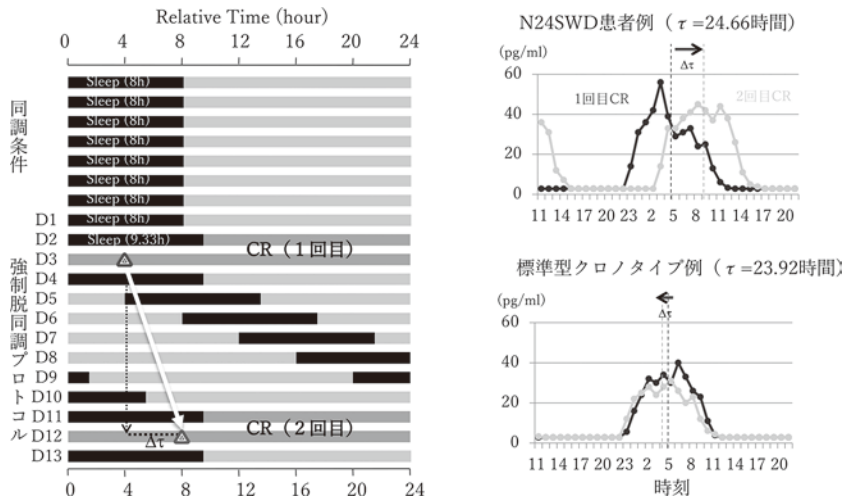 Relative Time (hour)
0 4 8 12 16 20 24
同調条件
Sleep (8h)
Sleep (8h)
Sleep (8h)
Sleep (8h)
Sleep (8h)
Sleep (8h)
Sleep (8h)
D1 Sleep (8h)
D2 Sleep (9.33h) CR(1回目)
強制脱同調プロトコル
D3
D4
D5
D6
D7
D8
D9
D10
D11
CR(2回目)
D12 Δτ
D13
0 4 8 12 16 20 24
N24SWD患者例(τ=24.66時間)
(pg/ml)
Δτ
60
1回目CR 2回目CR
40
20
0
11 14 17 20 23 2 5 8 11 14 17 20
標準型クロノタイプ例(τ=23.92時間)
(pg/ml)
Δτ
60
40
20
0
11 14 17 20 23 2 5 8 11 14 17 20
時刻